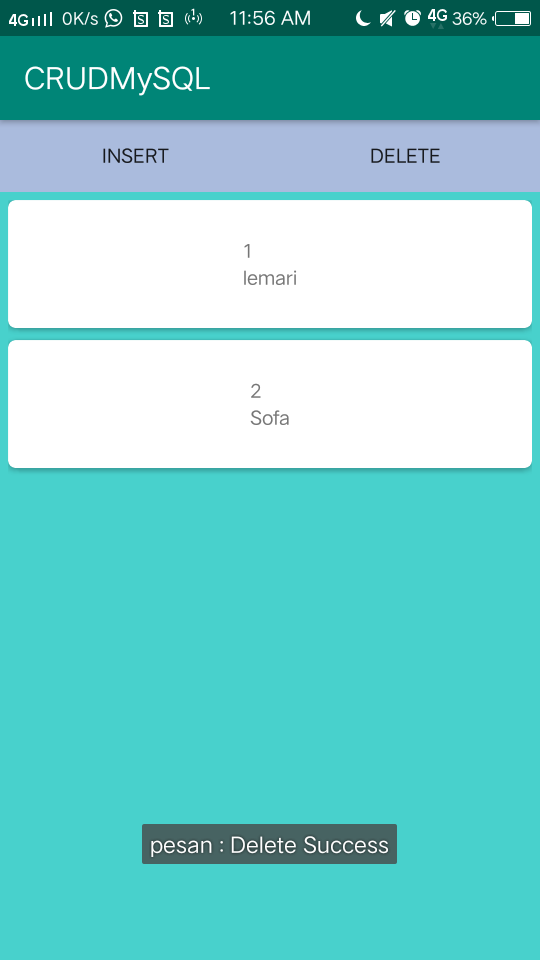 4G 0K/s 11:56 AM 4G 36%
CRUDMySQL
INSERT DELETE
1
lemari
2
Sofa
pesan : Delete Success